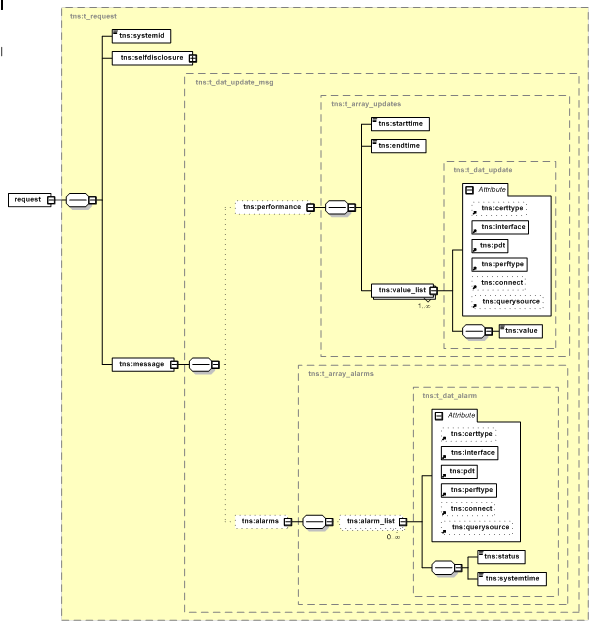 tns:t_request
tns:systemid
tns:selfdisclosure
tns:t_dat_update_msg
tns:t_array_updates
tns:starttime
tns:endtime
tns:t_dat_update
Attribute
tns:certtype
tns:interface
tns:pdt
tns:perftype
tns:connect
tns:querysource
request
tns:performance
tns:value_list
1..∞
tns:value
tns:message
tns:t_array_alarms
tns:t_dat_alarm
Attribute
tns:certtype
tns:interface
tns:pdt
tns:perftype
tns:connect
tns:querysource
tns:alarms
tns:alarm_list
0..∞
tns:status
tns:systemtime